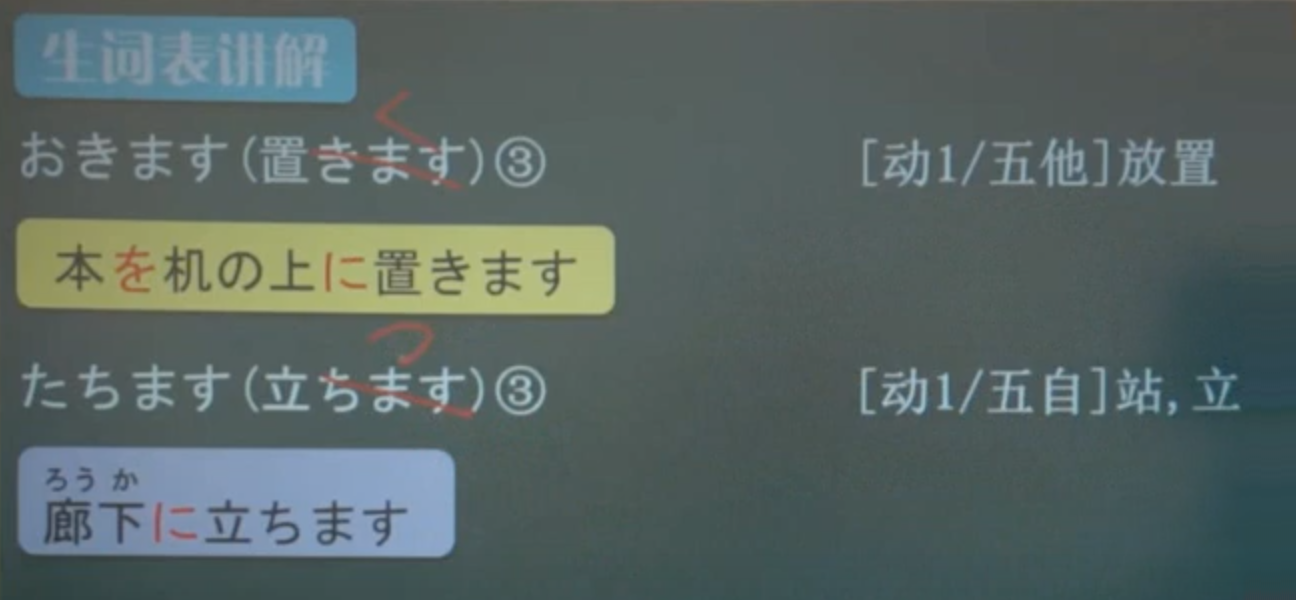 生词表讲解
く
おきます(置きます)③ [动1/五他]放置
本を机の上に置きます
つ
たちます(立ちます)③ [动1/五自]站,立
ろうか
廊下に立ちます